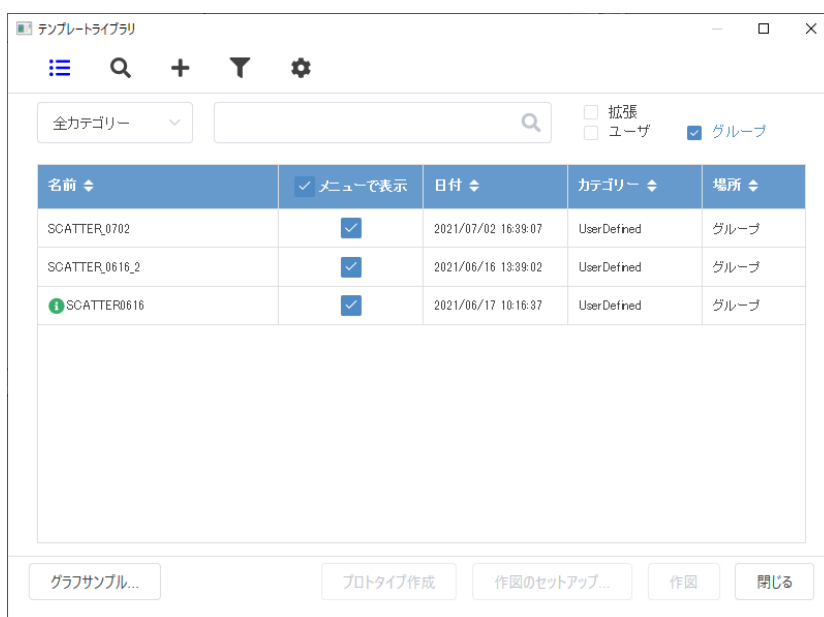 テンプレートライブラリ
全カテゴリー
拡張
ユーザ
グループ
名前 メニューで表示 日付 カテゴリー 場所
SCATTER_0702 2021/07/02 16:39:07 UserDefined グループ
SCATTER_0616_2 2021/06/16 13:39:02 UserDefined グループ
SCATTER0616 2021/06/17 10:16:37 UserDefined グループ
グラフサンプル... プロトタイプ作成 作図のセットアップ... 作図 閉じる